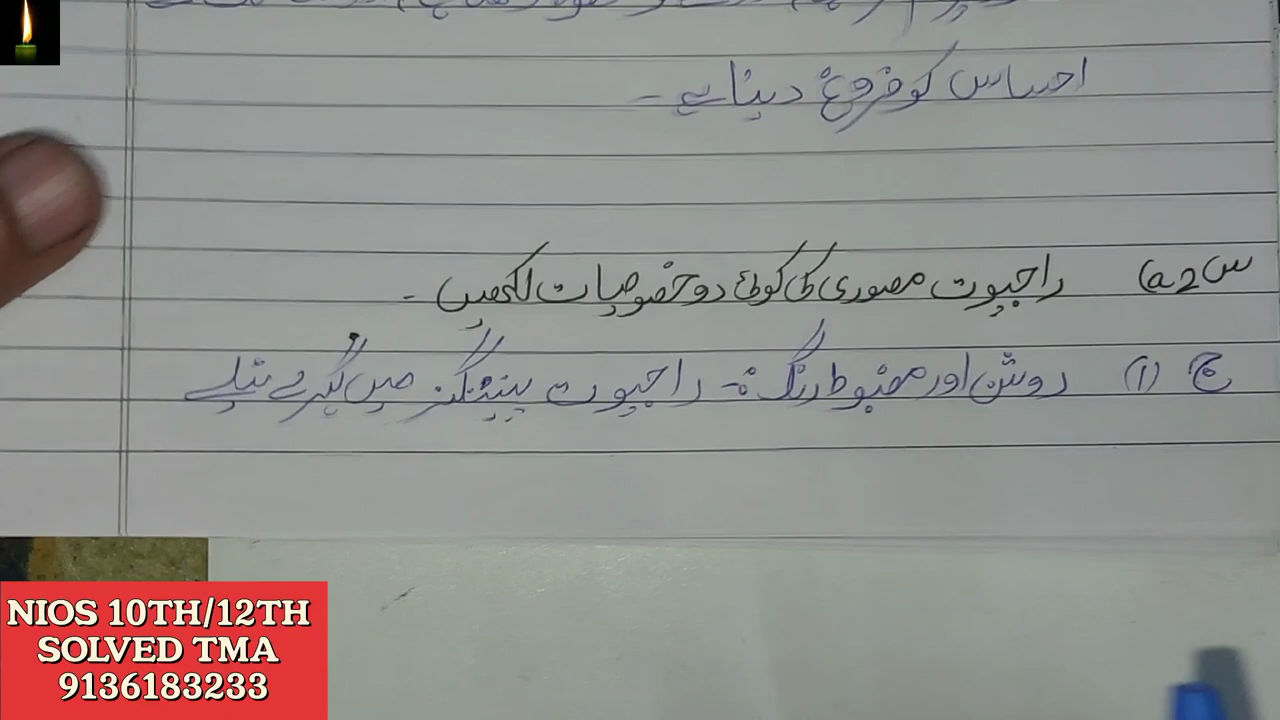 احساس کو فروغ دیتا ہے ۔
س2 a) راجپوت مصوری کی کوئی دو خصوصیات لکھیں ۔
ج (1) روشن اور مضبوط رنگ :۔ راجپوت پینٹنگز میں گہرے نیلے
NIOS 10TH/12TH
SOLVED TMA
9136183233